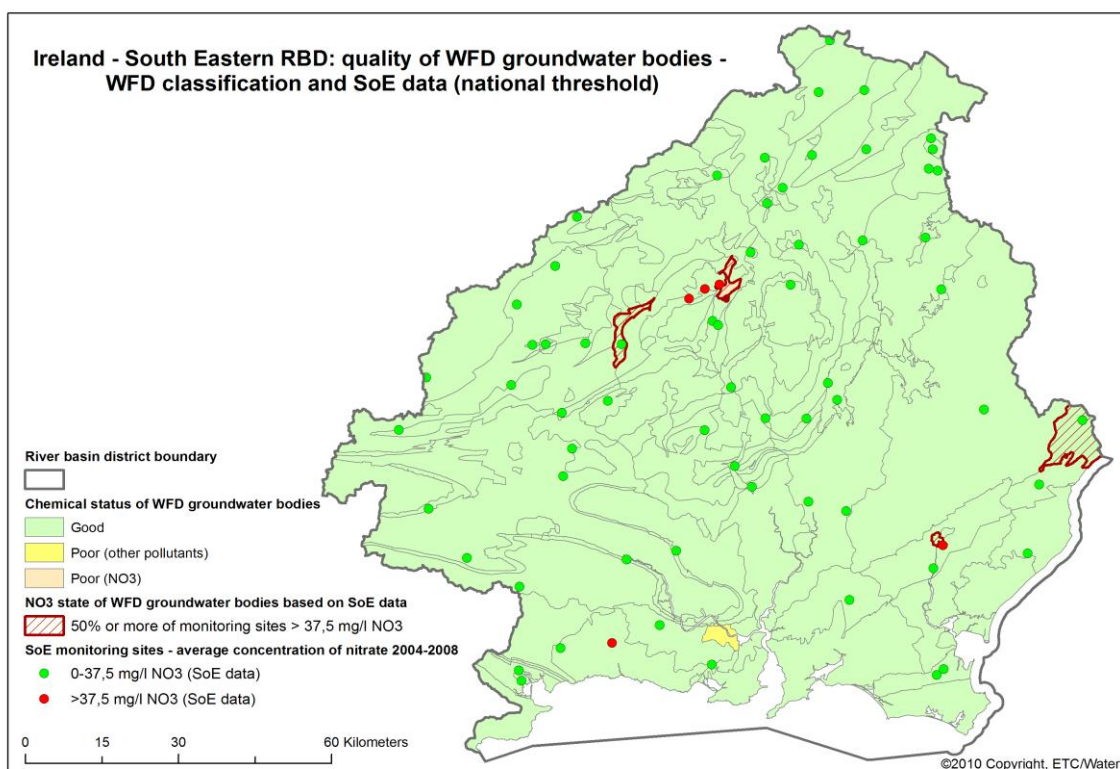 Ireland - South Eastern RBD: quality of WFD groundwater bodies -
WFD classification and SoE data (national threshold)
River basin district boundary
Chemical status of WFD groundwater bodies
Good
Poor (other pollutants)
Poor (NO3)
NO3 state of WFD groundwater bodies based on SoE data
50% or more of monitoring sites > 37,5 mg/l NO3
SoE monitoring sites - average concentration of nitrate 2004-2008
0-37,5 mg/l NO3 (SoE data)
>37,5 mg/l NO3 (SoE data)
0 15 30 60 Kilometers
©2010 Copyright, ETC/Water